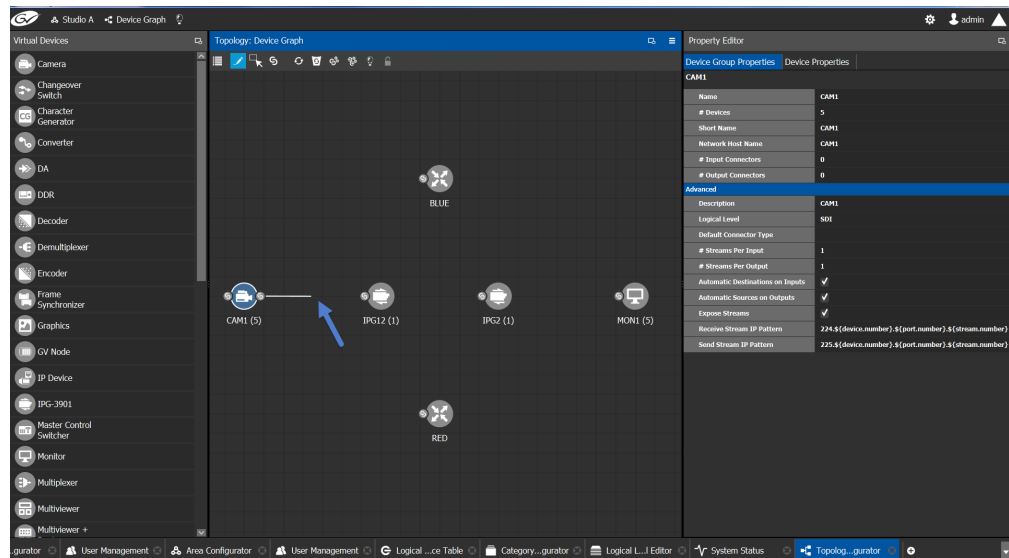 GV Studio A Device Graph admin
Virtual Devices
Camera
Changeover
Switch
CG
Character
Generator
Converter
DA
DDR
Decoder
Demultiplexer
Encoder
Frame
Synchronizer
Graphics
GV Node
IP Device
IPG-3901
Master Control
Switcher
Monitor
Multiplexer
Multiviewer
Multiviewer +
Topology: Device Graph
BLUE
CAM1 (5)
IPG12 (1)
IPG2 (1)
MON1 (5)
RED
Property Editor
Device Group Properties Device Properties
CAM1
Name CAM1
# Devices 5
Short Name CAM1
Network Host Name CAM1
# Input Connectors 0
# Output Connectors 0
Advanced
Description CAM1
Logical Level SDI
Default Connector Type
# Streams Per Input 1
# Streams Per Output 1
Automatic Destinations on Inputs
Automatic Sources on Outputs
Expose Streams
Receive Stream IP Pattern 224.${device.number}.${port.number}.${stream.number}
Send Stream IP Pattern 225.${device.number}.${port.number}.${stream.number}
..gurator User Management Area Configurator User Management Logical ...ce Table Category...gurator Logical L...l Editor System Status Topolog...gurator